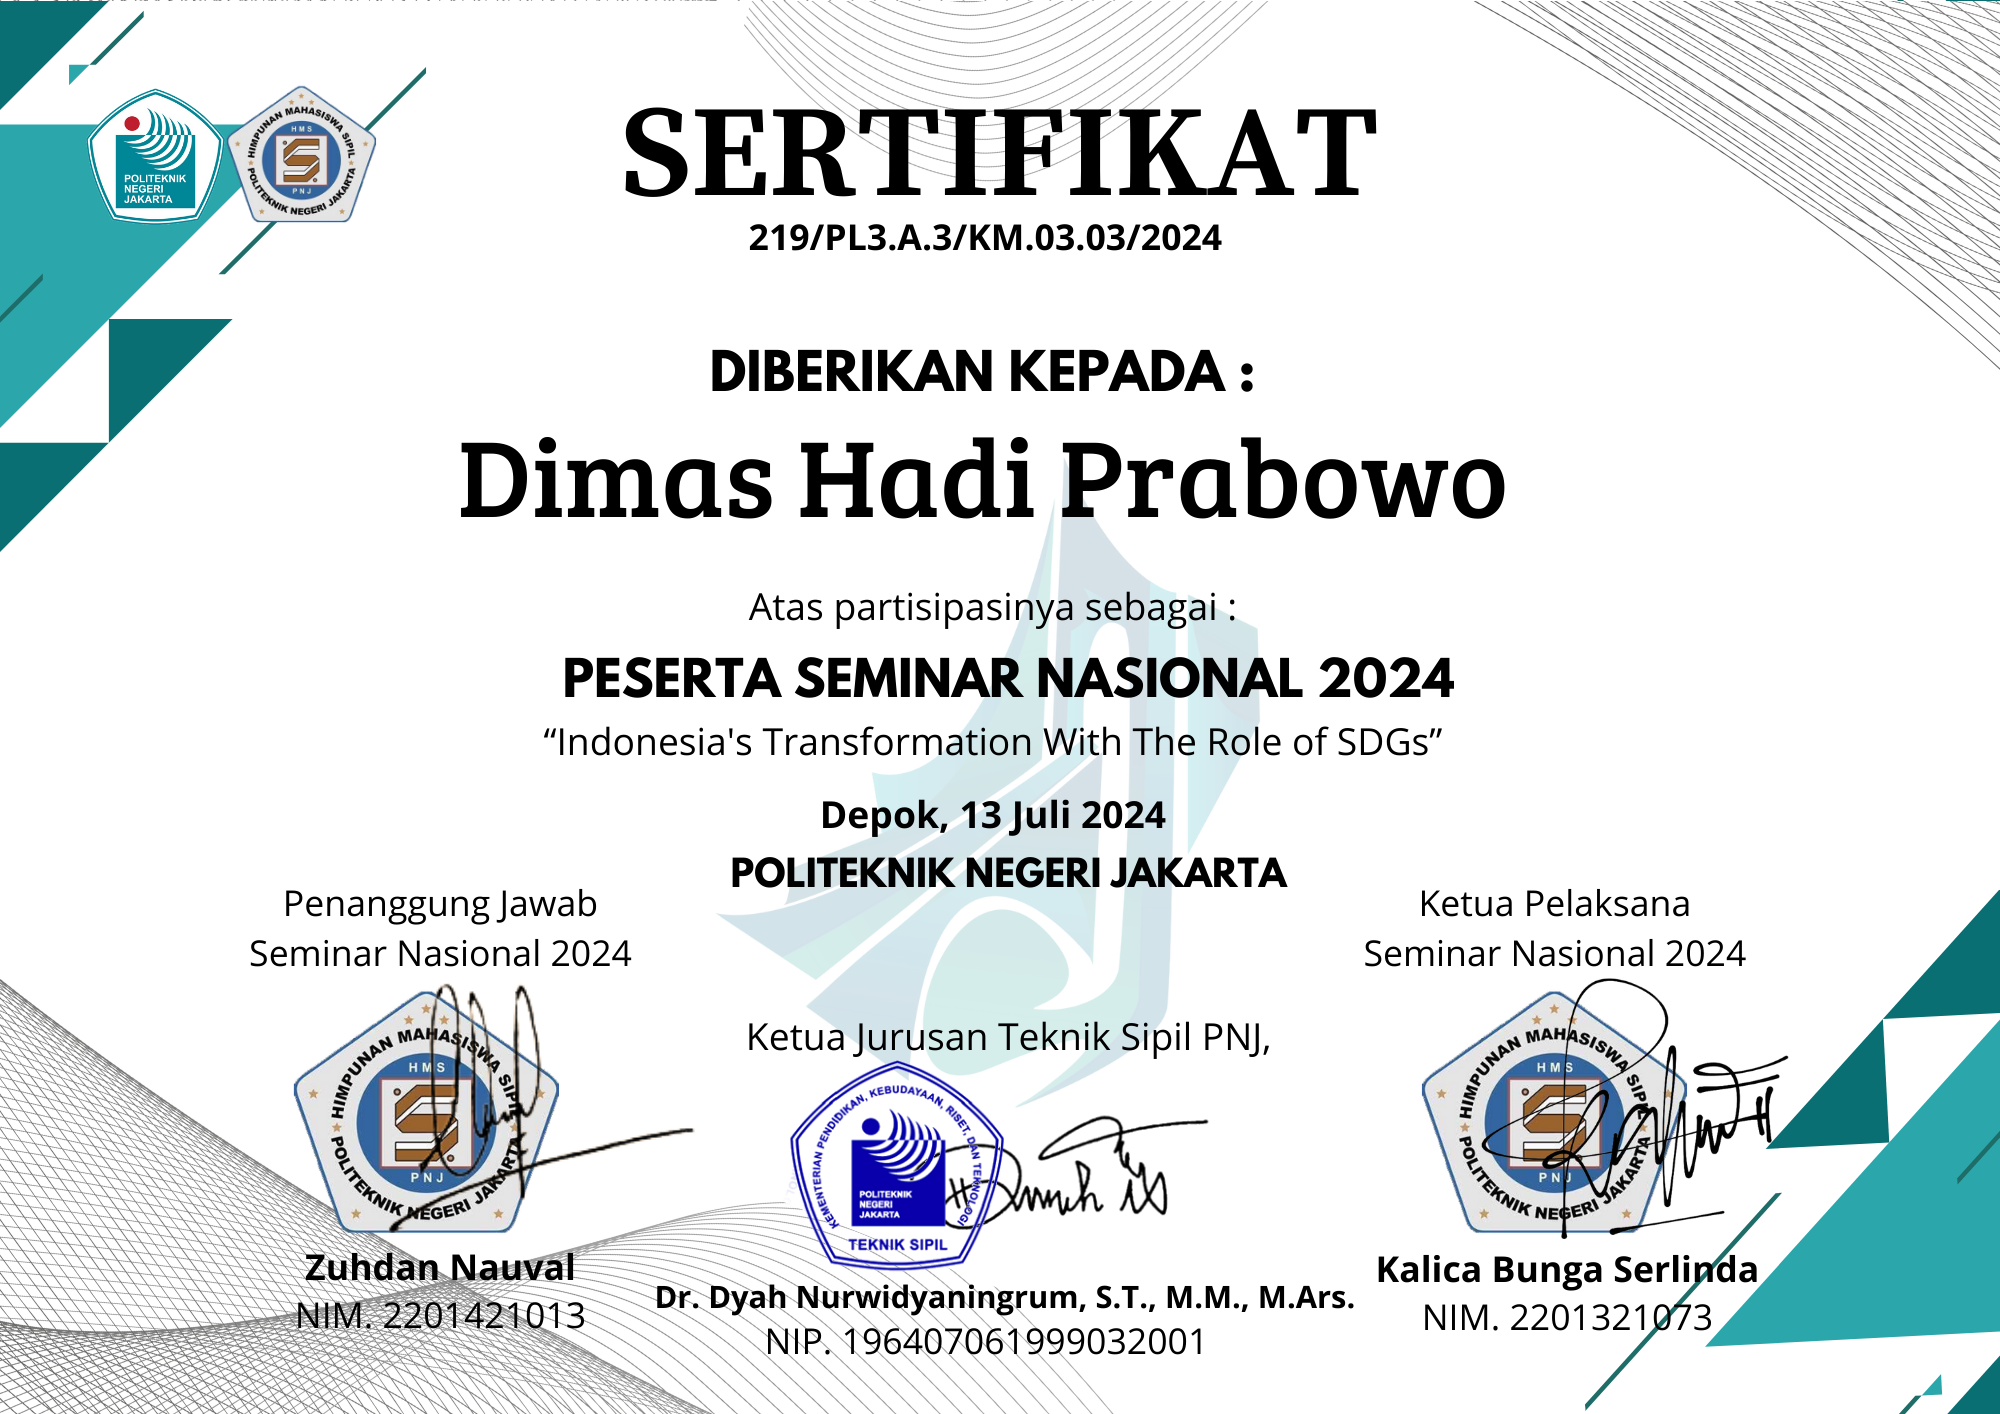 POLITEKNIK
NEGERI
JAKARTA
HIMPUNAN MAHASISWA SIPIL
HMS
PNJ
POLITEKNIK NEGERI JAKARTA
SERTIFIKAT
219/PL3.A.3/KM.03.03/2024
DIBERIKAN KEPADA :
Dimas Hadi Prabowo
Atas partisipasinya sebagai :
PESERTA SEMINAR NASIONAL 2024
“Indonesia's Transformation With The Role of SDGs”
Depok, 13 Juli 2024
POLITEKNIK NEGERI JAKARTA
Penanggung Jawab
Seminar Nasional 2024
HIMPUNAN MAHASISWA SIPIL
HMS
PNJ
POLITEKNIK NEGERI JAKARTA
Zuhdan Nauval
NIM. 2201421013
Ketua Jurusan Teknik Sipil PNJ,
KEMENTERIAN PENDIDIKAN, KEBUDAYAAN, RISET, DAN TEKNOLOGI
POLITEKNIK
NEGERI
JAKARTA
TEKNIK SIPIL
Dr. Dyah Nurwidyaningrum, S.T., M.M., M.Ars.
NIP. 196407061999032001
Ketua Pelaksana
Seminar Nasional 2024
HIMPUNAN MAHASISWA SIPIL
HMS
PNJ
POLITEKNIK NEGERI JAKARTA
Kalica Bunga Serlinda
NIM. 2201321073